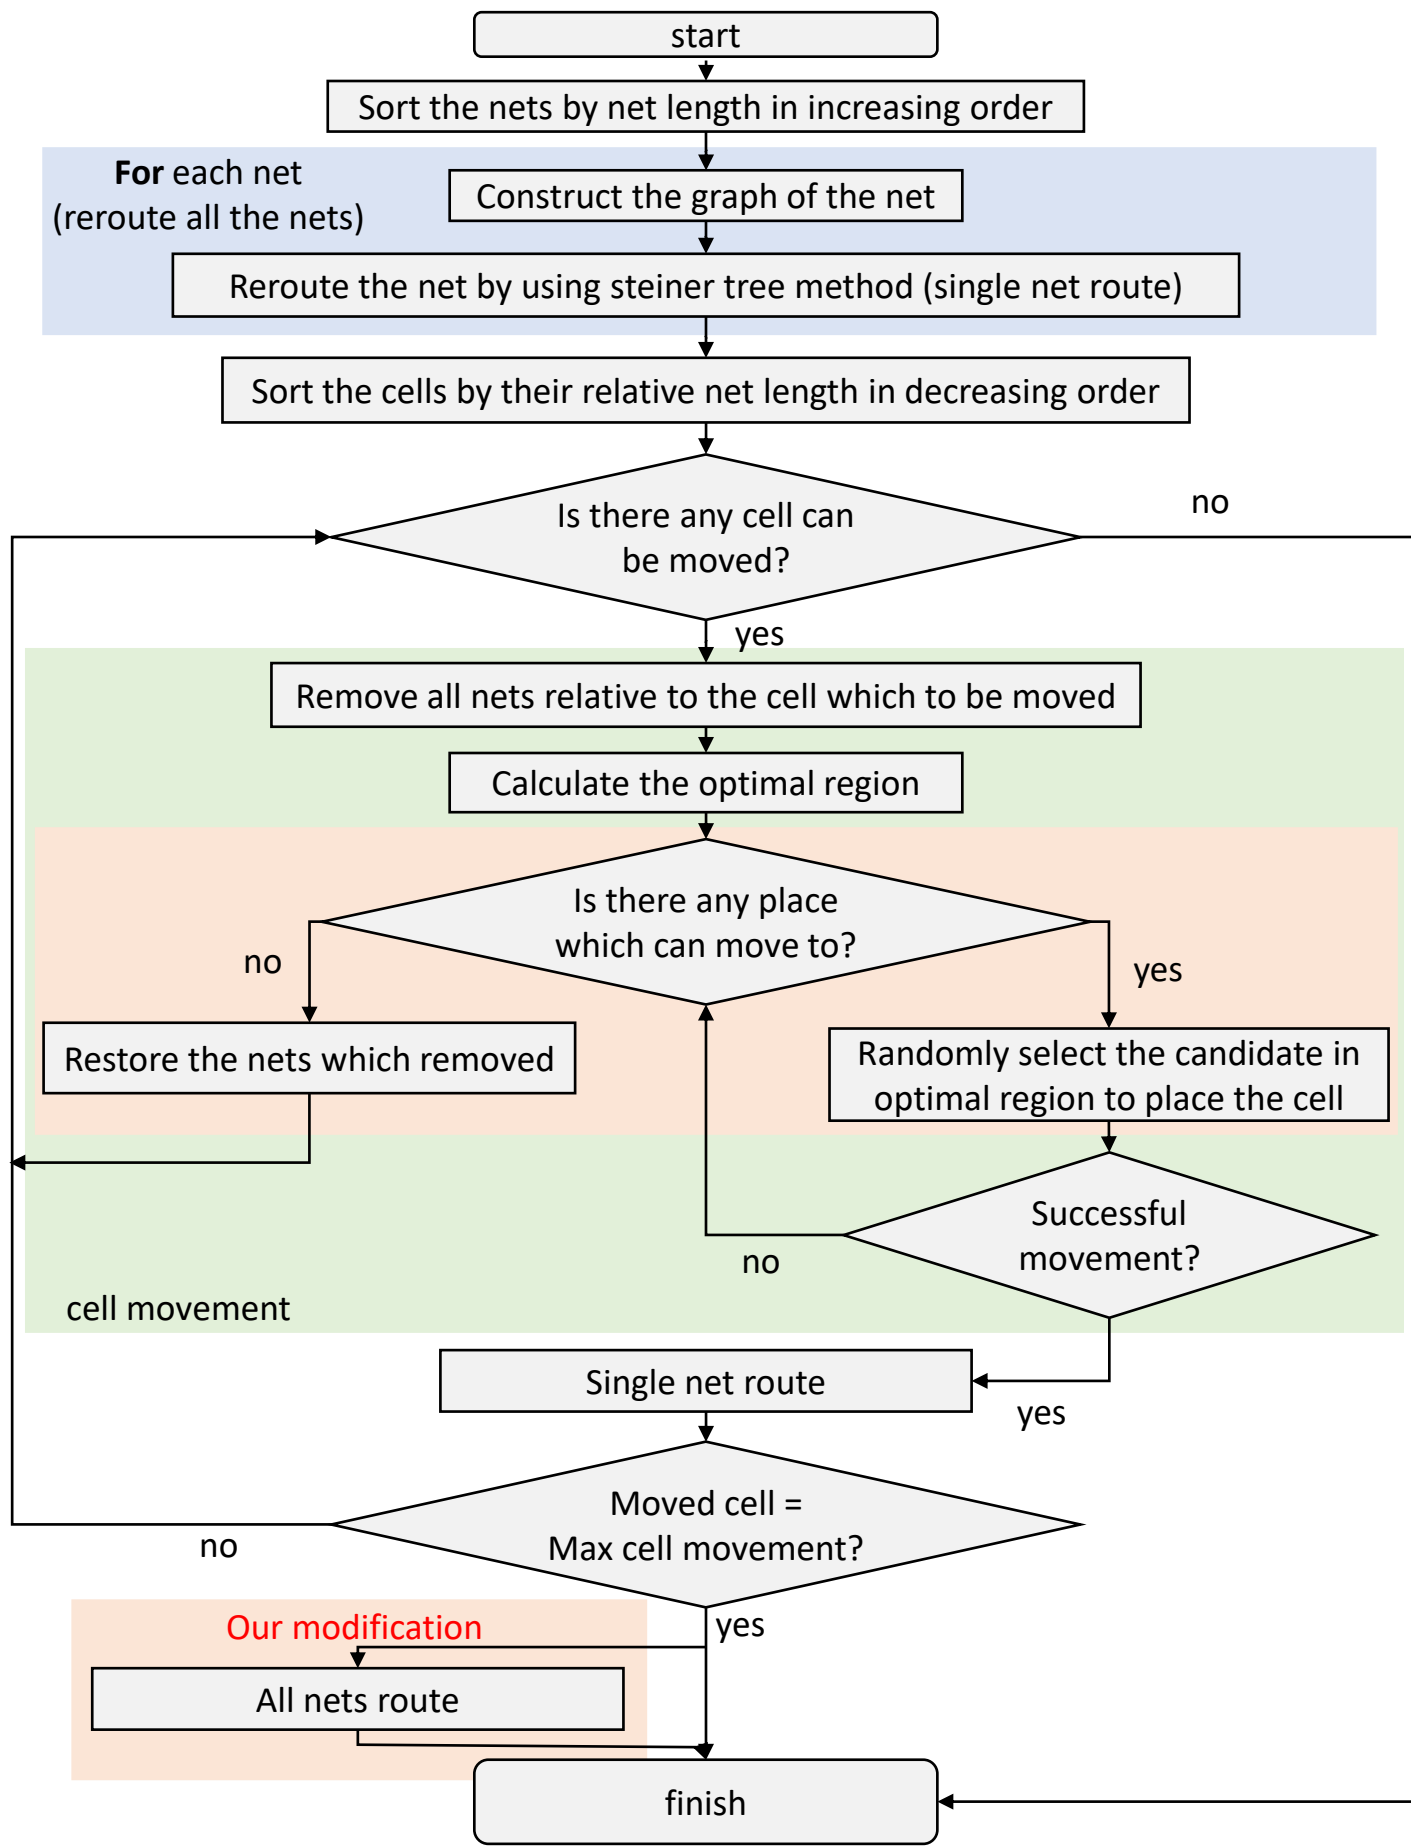 start
Sort the nets by net length in increasing order
For each net
(reroute all the nets)
Construct the graph of the net
Reroute the net by using steiner tree method (single net route)
Sort the cells by their relative net length in decreasing order
Is there any cell can
be moved?
no
yes
Remove all nets relative to the cell which to be moved
Calculate the optimal region
Is there any place
which can move to?
no
yes
Restore the nets which removed
Randomly select the candidate in
optimal region to place the cell
Successful
movement?
no
cell movement
Single net route
yes
Moved cell =
Max cell movement?
no
yes
Our modification
All nets route
finish